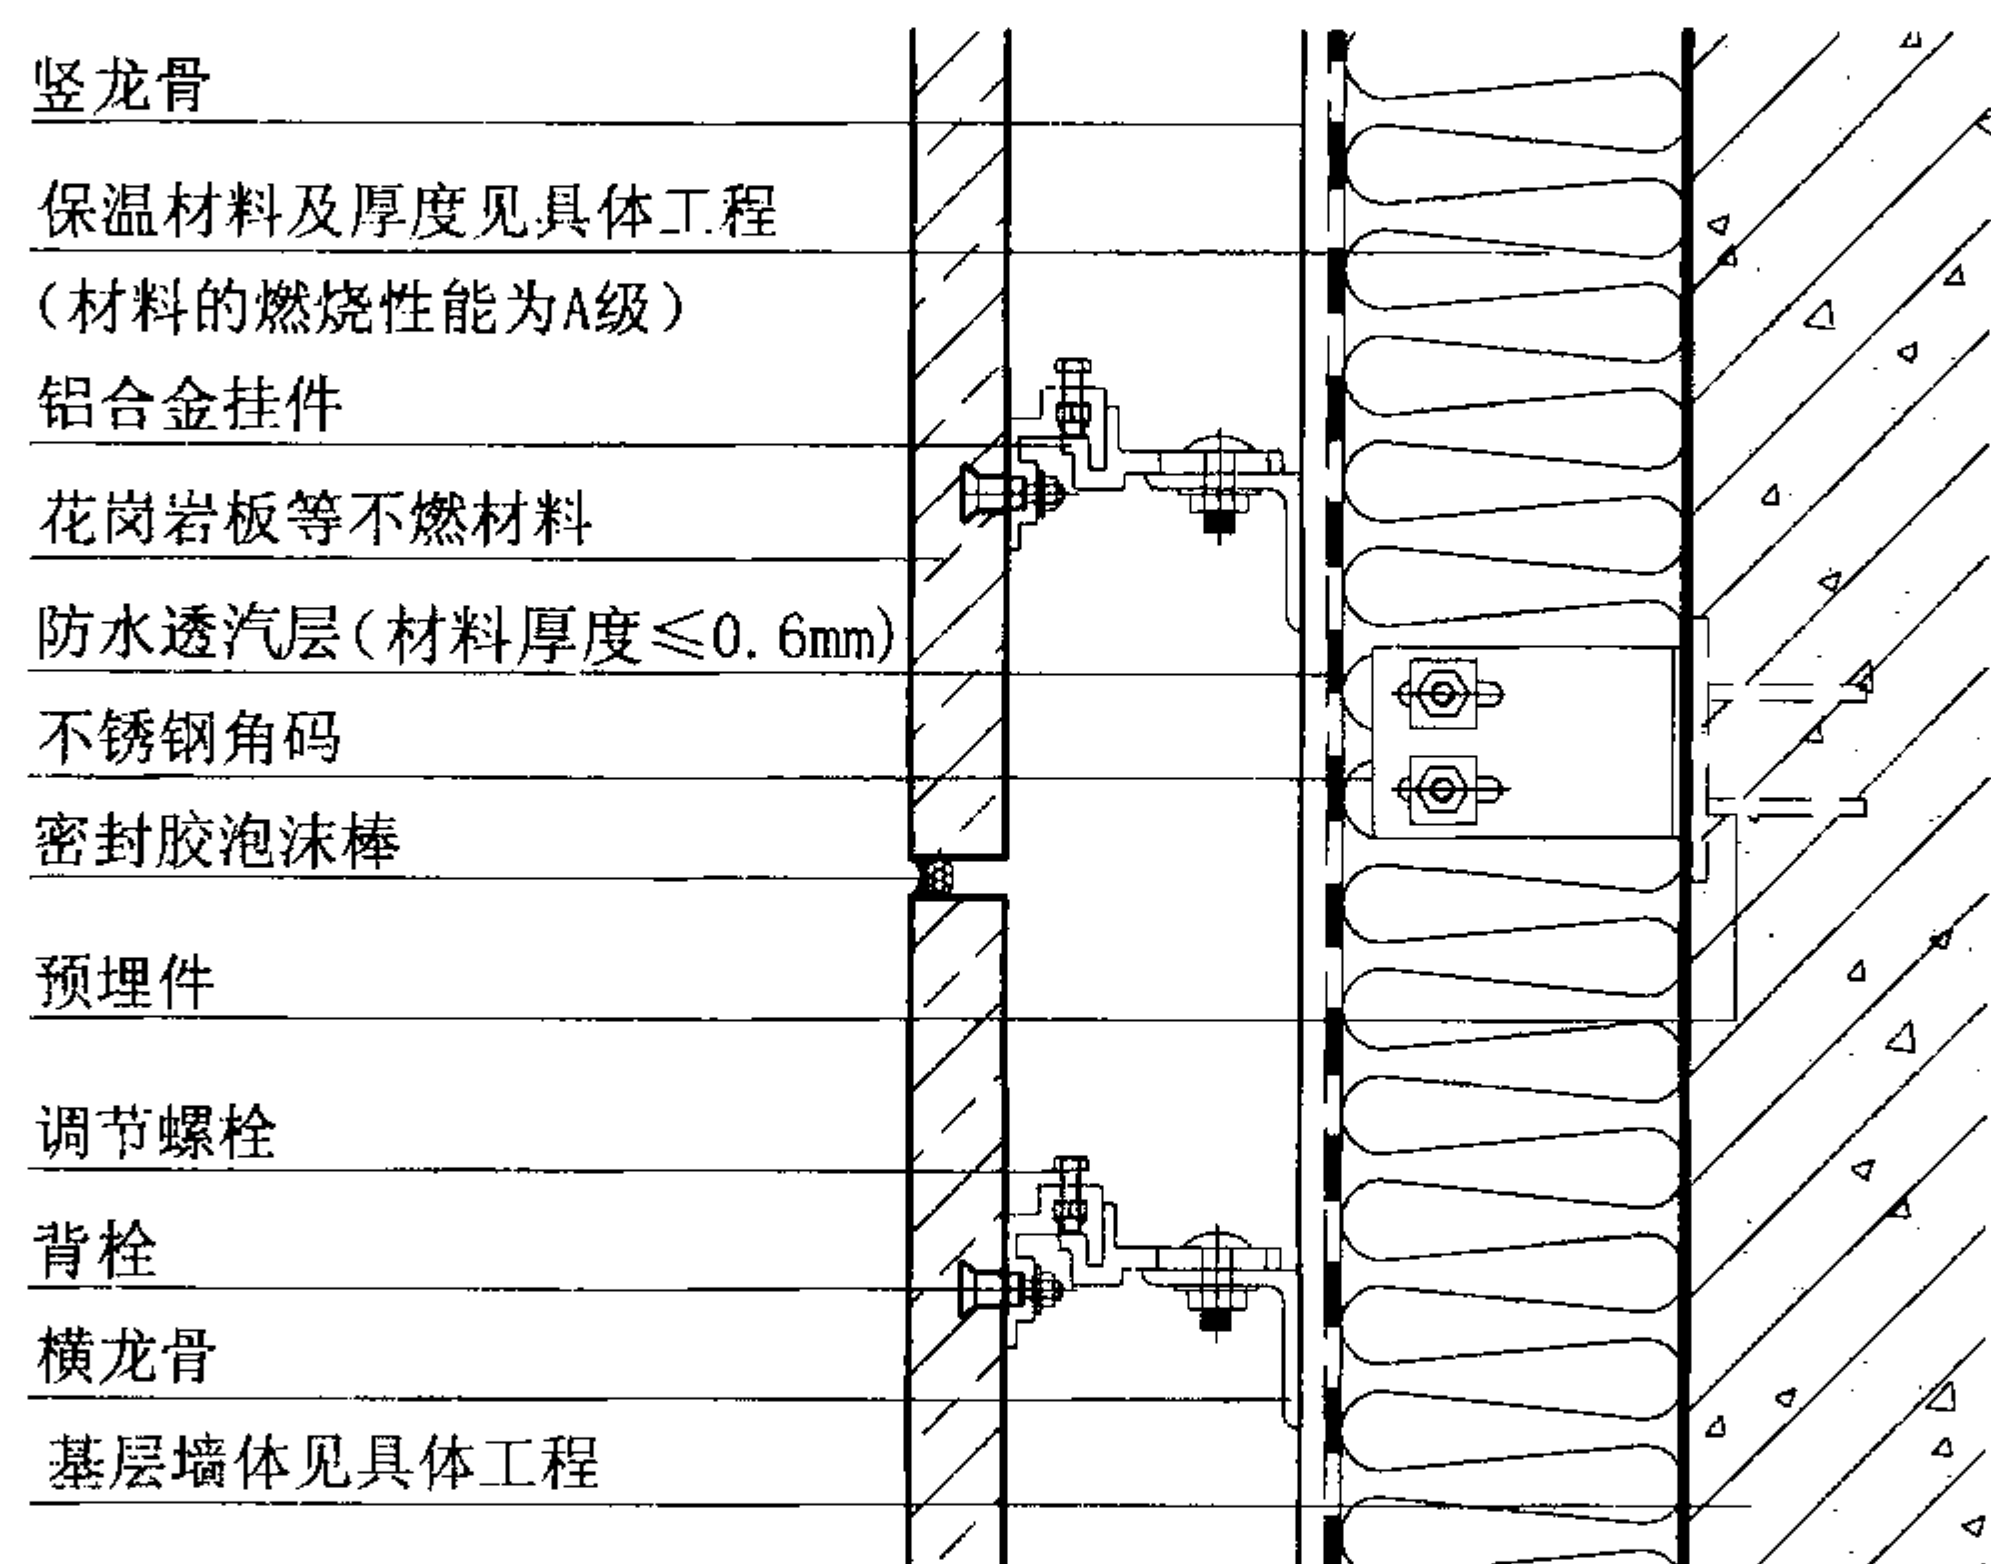 竖龙骨
保温材料及厚度见具体工程
（材料的燃烧性能为A级）
铝合金挂件
花岗岩板等不燃材料
防水透汽层(材料厚度≤0.6mm)
不锈钢角码
密封胶泡沫棒
预埋件
调节螺栓
背栓
横龙骨
基层墙体见具体工程